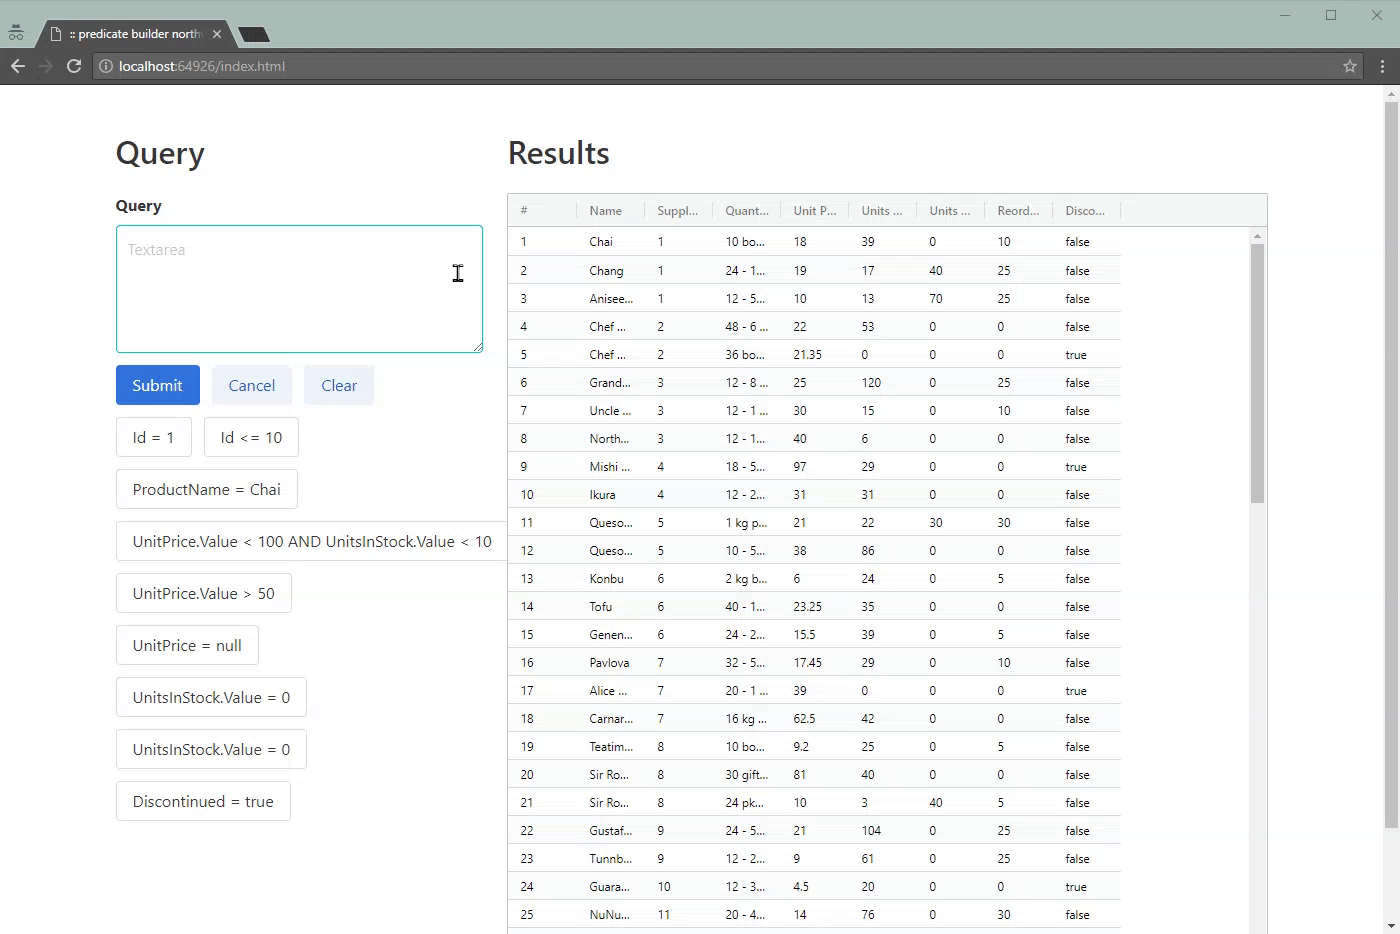 :: predicate builder north
localhost:64926/index.html
Query
Query
Textarea
Submit Cancel Clear
Id = 1 Id <= 10
ProductName = Chai
UnitPrice.Value < 100 AND UnitsInStock.Value < 10
UnitPrice.Value > 50
UnitPrice = null
UnitsInStock.Value = 0
UnitsInStock.Value = 0
Discontinued = true
Results
# Name Suppl... Quant... Unit P... Units ... Units ... Reord... Disco...
1 Chai 1 10 bo... 18 39 0 10 false
2 Chang 1 24 - 1... 19 17 40 25 false
3 Anisee... 1 12 - 5... 10 13 70 25 false
4 Chef ... 2 48 - 6 ... 22 53 0 0 false
5 Chef ... 2 36 bo... 21.35 0 0 0 true
6 Grand... 3 12 - 8 ... 25 120 0 25 false
7 Uncle ... 3 12 - 1 ... 30 15 0 10 false
8 North... 3 12 - 1... 40 6 0 0 false
9 Mishi ... 4 18 - 5... 97 29 0 0 true
10 Ikura 4 12 - 2... 31 31 0 0 false
11 Queso... 5 1 kg p... 21 22 30 30 false
12 Queso... 5 10 - 5... 38 86 0 0 false
13 Konbu 6 2 kg b... 6 24 0 5 false
14 Tofu 6 40 - 1... 23.25 35 0 0 false
15 Genen... 6 24 - 2... 15.5 39 0 5 false
16 Pavlova 7 32 - 5... 17.45 29 0 10 false
17 Alice ... 7 20 - 1 ... 39 0 0 0 true
18 Carnar... 7 16 kg ... 62.5 42 0 0 false
19 Teatim... 8 10 bo... 9.2 25 0 5 false
20 Sir Ro... 8 30 gift... 81 40 0 0 false
21 Sir Ro... 8 24 pk... 10 3 40 5 false
22 Gustaf... 9 24 - 5... 21 104 0 25 false
23 Tunnb... 9 12 - 2... 9 61 0 25 false
24 Guara... 10 12 - 3... 4.5 20 0 0 true
25 NuNu... 11 20 - 4... 14 76 0 30 false